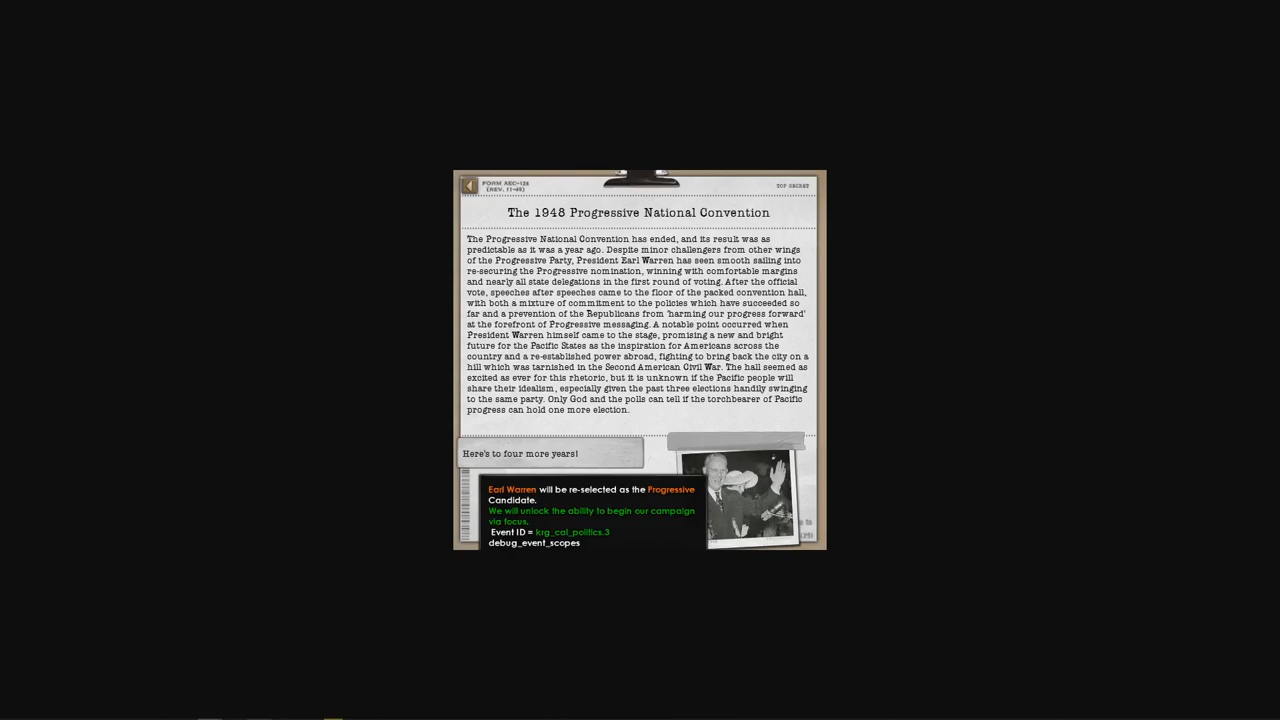 FORM AEC-124
(REV. 11-49)
TOP SECRET
The 1948 Progressive National Convention
The Progressive National Convention has ended, and its result was as
predictable as it was a year ago. Despite minor challengers from other wings
of the Progressive Party, President Earl Warren has seen smooth sailing into
re-securing the Progressive nomination, winning with comfortable margins
and nearly all state delegations in the first round of voting. After the official
vote, speeches after speeches came to the floor of the packed convention hall,
with both a mixture of commitment to the policies which have succeeded so
far and a prevention of the Republicans from 'harming our progress forward'
at the forefront of Progressive messaging. A notable point occurred when
President Warren himself came to the stage, promising a new and bright
future for the Pacific States as the inspiration for Americans across the
country and a re-established power abroad, fighting to bring back the city on a
hill which was tarnished in the Second American Civil War. The hall seemed as
excited as ever for this rhetoric, but it is unknown if the Pacific people will
share their idealism, especially given the past three elections handily swinging
to the same party. Only God and the polls can tell if the torchbearer of Pacific
progress can hold one more election.
Here's to four more years!
Earl Warren will be re-selected as the Progressive
Candidate.
We will unlock the ability to begin our campaign
via focus.
Event ID = krg_cal_politics.3
debug_event_scopes